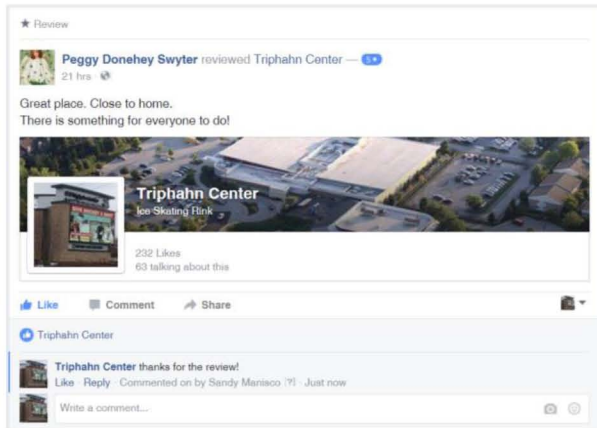 ★ Review
Peggy Donehey Swyter reviewed Triphahn Center — 5★
21 hrs ·
Great place. Close to home.
There is something for everyone to do!
Triphahn Center
Ice Skating Rink
232 Likes
63 talking about this
Like Comment Share
Triphahn Center
Triphahn Center thanks for the review!
Like · Reply · Commented on by Sandy Manisco [?] · Just now
Write a comment...